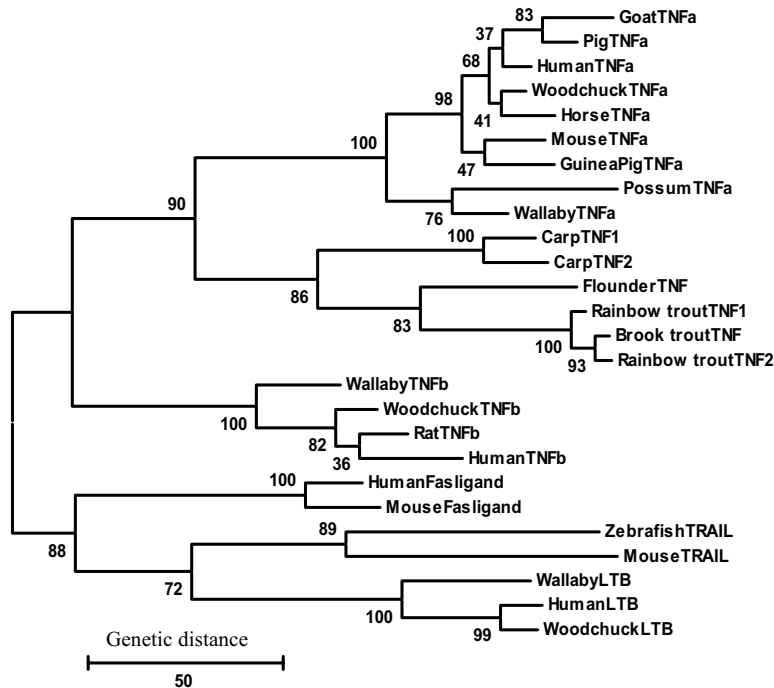 83
GoatTNFa
37
PigTNFa
68
HumanTNFa
98
WoodchuckTNFa
41
HorseTNFa
100
MouseTNFa
47
GuineaPigTNFa
90
PossumTNFa
76
WallabyTNFa
100
CarpTNF1
86
CarpTNF2
FlounderTNF
83
Rainbow troutTNF1
100
Brook troutTNF
93
Rainbow troutTNF2
WallabyTNFb
100
WoodchuckTNFb
82
RatTNFb
36
HumanTNFb
100
HumanFasligand
88
MouseFasligand
89
ZebrafishTRAIL
72
MouseTRAIL
WallabyLTB
100
HumanLTB
99
WoodchuckLTB
Genetic distance
50